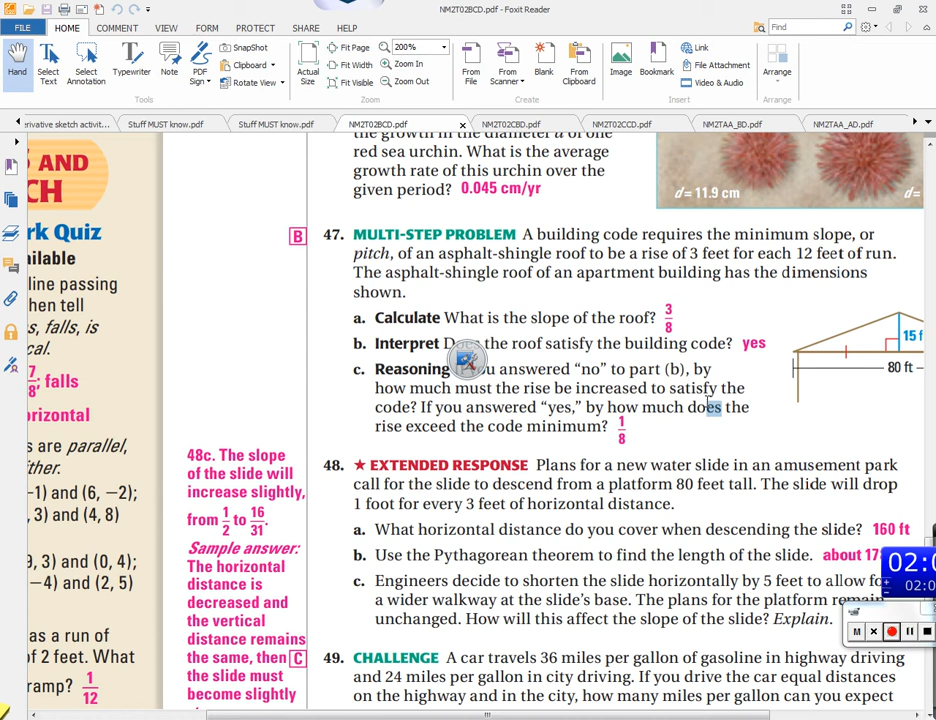 NM2T02BCD.pdf - Foxit Reader
FILE HOME COMMENT VIEW FORM PROTECT SHARE HELP
Find
Hand
Select Text
Select Annotation
Typewriter
Note
PDF Sign
SnapShot
Clipboard
Rotate View
Tools
Actual Size
Fit Page
Fit Width
Fit Visible
200%
Zoom In
Zoom Out
Zoom
From File
From Scanner
Blank
From Clipboard
Create
Image
Bookmark
Link
File Attachment
Video & Audio
Insert
Arrange
Arrange
erivative sketch activit... Stuff MUST know.pdf Stuff MUST know.pdf NM2T02BCD.pdf NM2T02CBD.pdf NM2T02CCD.pdf NM2TAA_BD.pdf NM2TAA_AD.pdf
AND
CH
rk Quiz
ailable
line passing
hen tell
s, falls, is
cal.
7/8; falls
orizontal
s are parallel,
ither.
−1) and (6, −2);
, 3) and (4, 8)
, 3) and (0, 4);
−4) and (2, 5)
as a run of
f 2 feet. What
ramp? 1/12
the growth in the diameter d of one
red sea urchin. What is the average
growth rate of this urchin over the
given period? 0.045 cm/yr
d = 11.9 cm
d =
B
47. MULTI-STEP PROBLEM A building code requires the minimum slope, or
pitch, of an asphalt-shingle roof to be a rise of 3 feet for each 12 feet of run.
The asphalt-shingle roof of an apartment building has the dimensions
shown.
a. Calculate What is the slope of the roof? 3/8
b. Interpret Does the roof satisfy the building code? yes
c. Reasoning you answered “no” to part (b), by
how much must the rise be increased to satisfy the
code? If you answered “yes,” by how much does the
rise exceed the code minimum? 1/8
15 f
80 ft
48c. The slope
of the slide will
increase slightly,
from 1/2 to 16/31.
Sample answer:
The horizontal
distance is
decreased and
the vertical
distance remains
the same, then
the slide must
become slightly
C
48. ★ EXTENDED RESPONSE Plans for a new water slide in an amusement park
call for the slide to descend from a platform 80 feet tall. The slide will drop
1 foot for every 3 feet of horizontal distance.
a. What horizontal distance do you cover when descending the slide? 160 ft
b. Use the Pythagorean theorem to find the length of the slide. about 17
c. Engineers decide to shorten the slide horizontally by 5 feet to allow fo
a wider walkway at the slide’s base. The plans for the platform remain
unchanged. How will this affect the slope of the slide? Explain.
49. CHALLENGE A car travels 36 miles per gallon of gasoline in highway driving
and 24 miles per gallon in city driving. If you drive the car equal distances
on the highway and in the city, how many miles per gallon can you expect
02:0
02:0
M